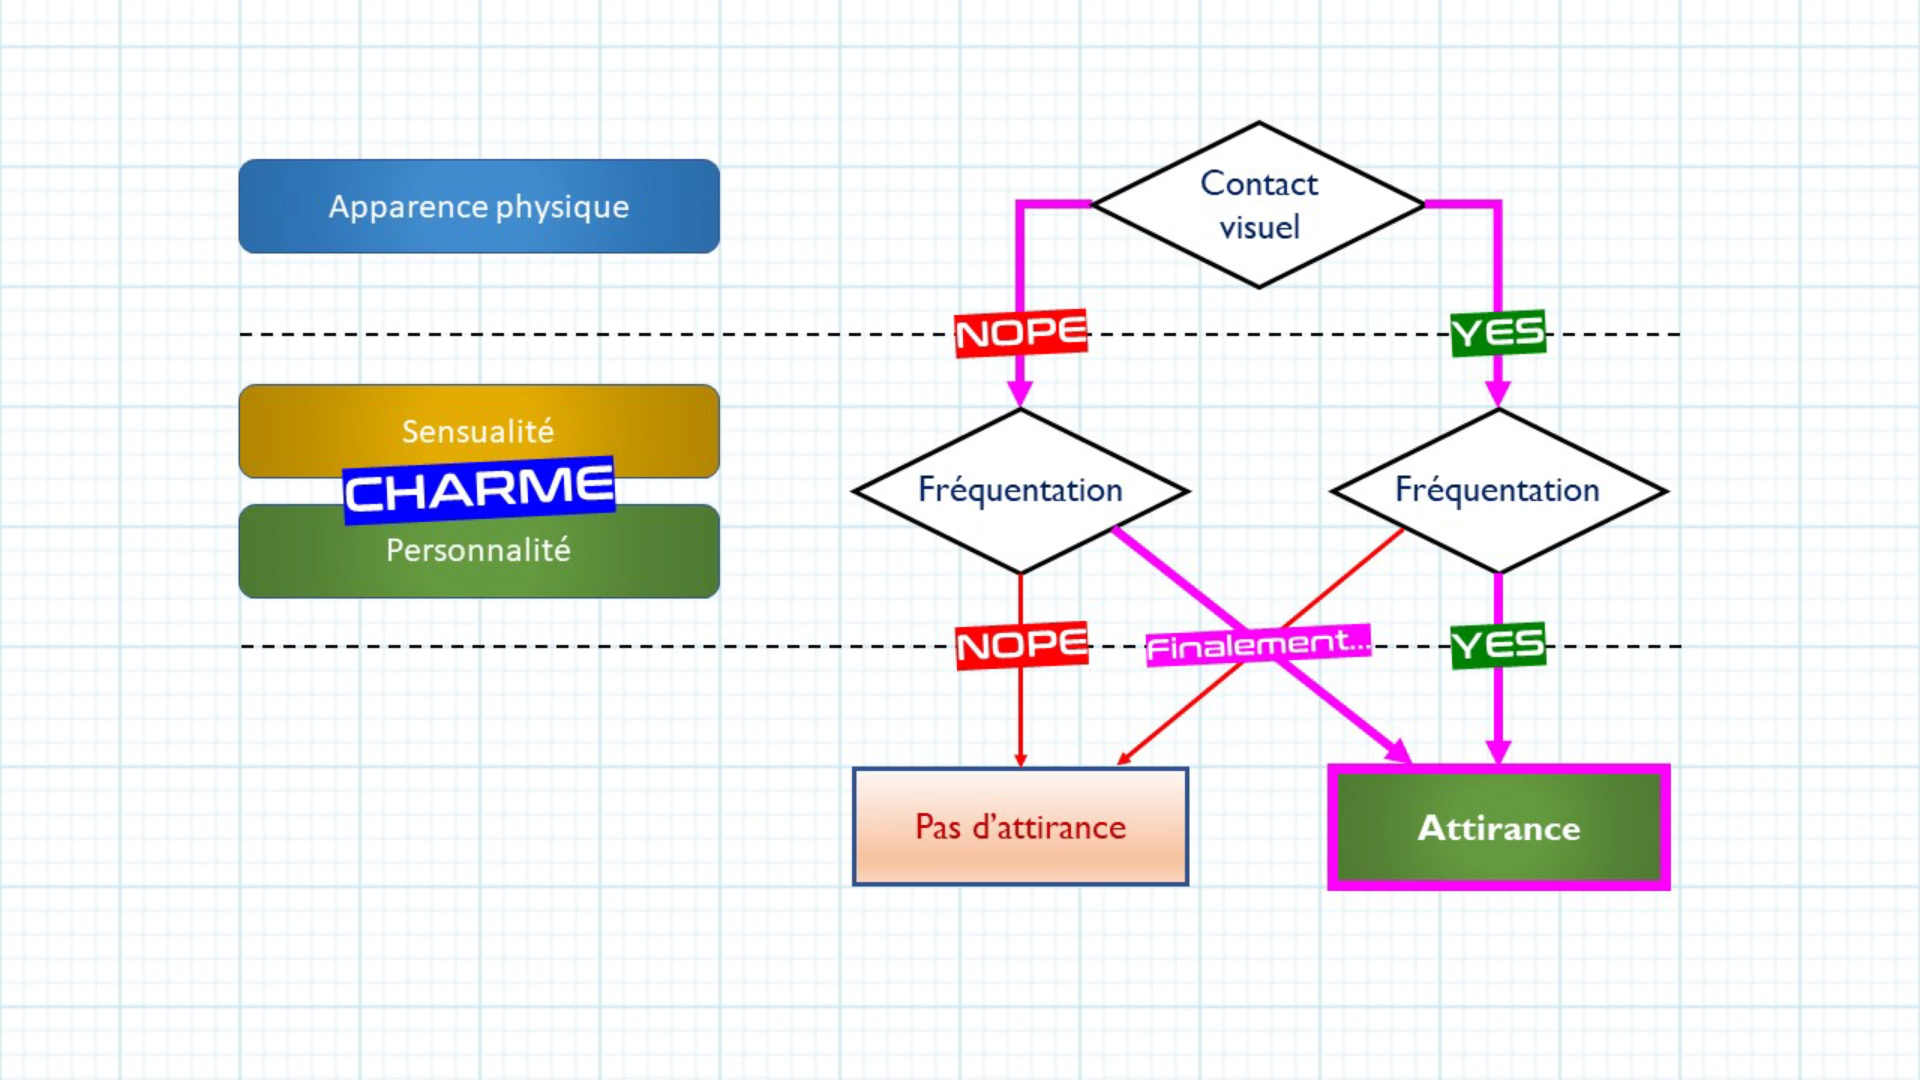 Apparence physique
Contact
visuel
NOPE
YES
Sensualité
CHARME
Personnalité
Fréquentation
Fréquentation
NOPE
Finalement...
YES
Pas d’attirance
Attirance